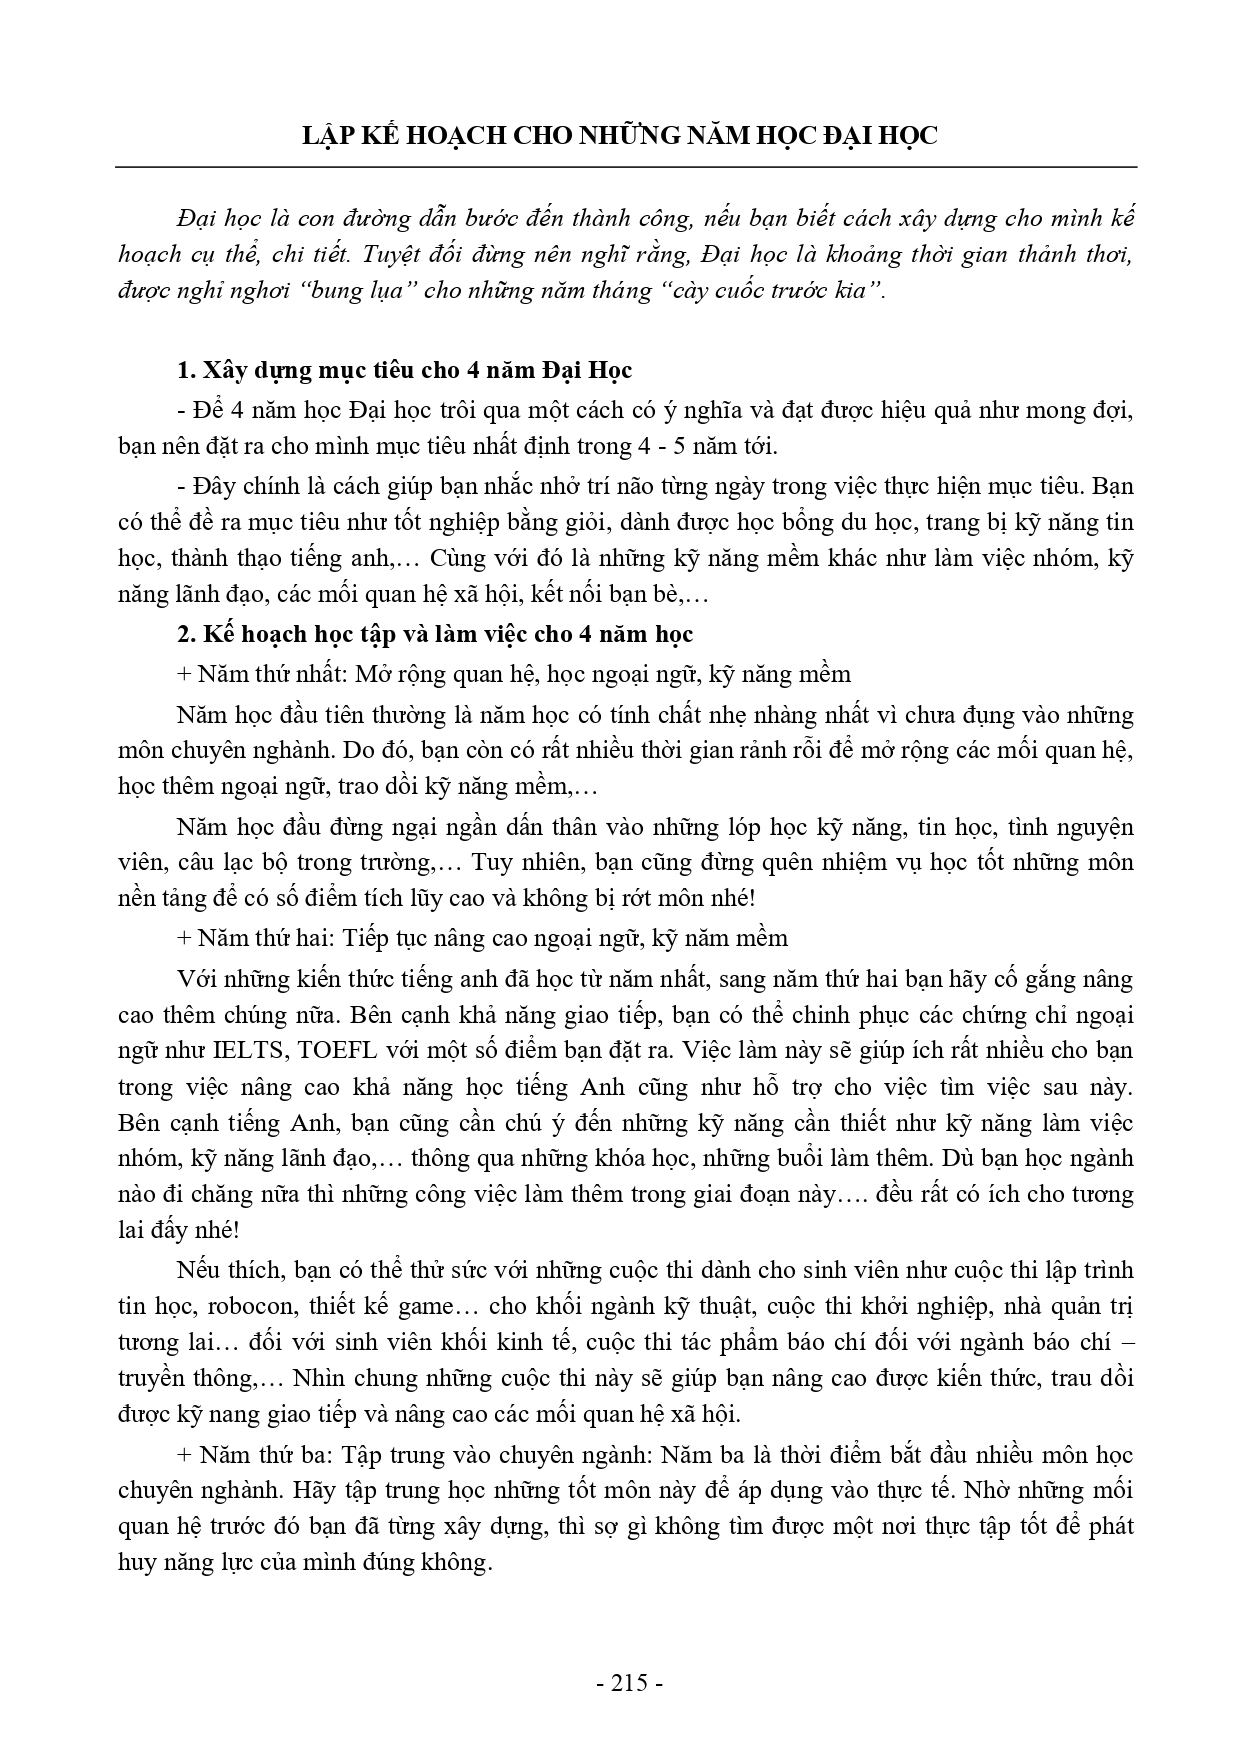 LẬP KẾ HOẠCH CHO NHỮNG NĂM HỌC ĐẠI HỌC
Đại học là con đường dẫn bước đến thành công, nếu bạn biết cách xây dựng cho mình kế
hoạch cụ thể, chi tiết. Tuyệt đối đừng nên nghĩ rằng, Đại học là khoảng thời gian thảnh thơi,
được nghỉ nghơi “bung lụa” cho những năm tháng “cày cuốc trước kia”.
1. Xây dựng mục tiêu cho 4 năm Đại Học
- Để 4 năm học Đại học trôi qua một cách có ý nghĩa và đạt được hiệu quả như mong đợi,
bạn nên đặt ra cho mình mục tiêu nhất định trong 4 - 5 năm tới.
- Đây chính là cách giúp bạn nhắc nhở trí não từng ngày trong việc thực hiện mục tiêu. Bạn
có thể đề ra mục tiêu như tốt nghiệp bằng giỏi, dành được học bổng du học, trang bị kỹ năng tin
học, thành thạo tiếng anh,… Cùng với đó là những kỹ năng mềm khác như làm việc nhóm, kỹ
năng lãnh đạo, các mối quan hệ xã hội, kết nối bạn bè,…
2. Kế hoạch học tập và làm việc cho 4 năm học
+ Năm thứ nhất: Mở rộng quan hệ, học ngoại ngữ, kỹ năng mềm
Năm học đầu tiên thường là năm học có tính chất nhẹ nhàng nhất vì chưa đụng vào những
môn chuyên nghành. Do đó, bạn còn có rất nhiều thời gian rảnh rỗi để mở rộng các mối quan hệ,
học thêm ngoại ngữ, trao dồi kỹ năng mềm,…
Năm học đầu đừng ngại ngần dấn thân vào những lóp học kỹ năng, tin học, tình nguyện
viên, câu lạc bộ trong trường,… Tuy nhiên, bạn cũng đừng quên nhiệm vụ học tốt những môn
nền tảng để có số điểm tích lũy cao và không bị rớt môn nhé!
+ Năm thứ hai: Tiếp tục nâng cao ngoại ngữ, kỹ năm mềm
Với những kiến thức tiếng anh đã học từ năm nhất, sang năm thứ hai bạn hãy cố gắng nâng
cao thêm chúng nữa. Bên cạnh khả năng giao tiếp, bạn có thể chinh phục các chứng chỉ ngoại
ngữ như IELTS, TOEFL với một số điểm bạn đặt ra. Việc làm này sẽ giúp ích rất nhiều cho bạn
trong việc nâng cao khả năng học tiếng Anh cũng như hỗ trợ cho việc tìm việc sau này.
Bên cạnh tiếng Anh, bạn cũng cần chú ý đến những kỹ năng cần thiết như kỹ năng làm việc
nhóm, kỹ năng lãnh đạo,… thông qua những khóa học, những buổi làm thêm. Dù bạn học ngành
nào đi chăng nữa thì những công việc làm thêm trong giai đoạn này…. đều rất có ích cho tương
lai đấy nhé!
Nếu thích, bạn có thể thử sức với những cuộc thi dành cho sinh viên như cuộc thi lập trình
tin học, robocon, thiết kế game… cho khối ngành kỹ thuật, cuộc thi khởi nghiệp, nhà quản trị
tương lai… đối với sinh viên khối kinh tế, cuộc thi tác phẩm báo chí đối với ngành báo chí –
truyền thông,… Nhìn chung những cuộc thi này sẽ giúp bạn nâng cao được kiến thức, trau dồi
được kỹ nang giao tiếp và nâng cao các mối quan hệ xã hội.
+ Năm thứ ba: Tập trung vào chuyên ngành: Năm ba là thời điểm bắt đầu nhiều môn học
chuyên nghành. Hãy tập trung học những tốt môn này để áp dụng vào thực tế. Nhờ những mối
quan hệ trước đó bạn đã từng xây dựng, thì sợ gì không tìm được một nơi thực tập tốt để phát
huy năng lực của mình đúng không.
- 215 -